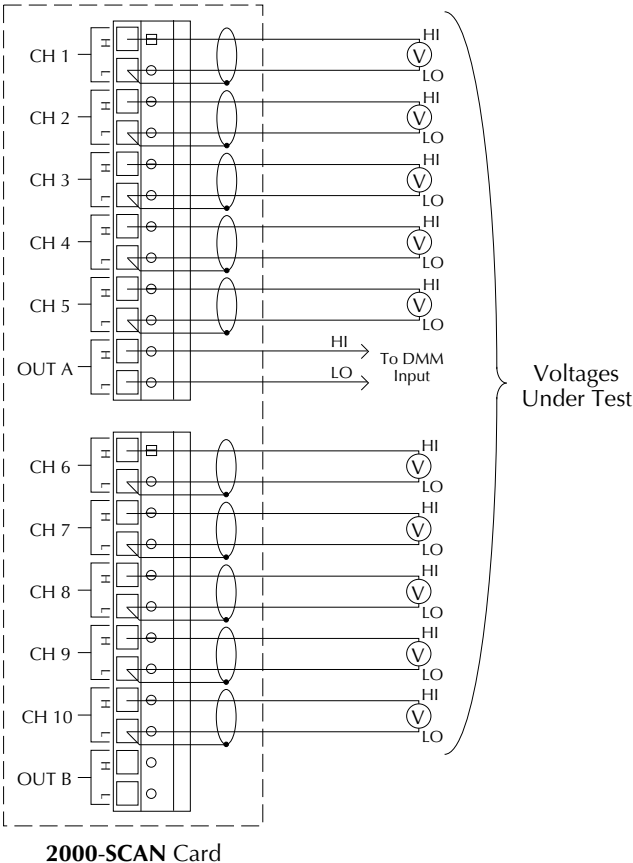 CH 1
H
L
HI
V
LO
CH 2
H
L
HI
V
LO
CH 3
H
L
HI
V
LO
CH 4
H
L
HI
V
LO
CH 5
H
L
HI
V
LO
OUT A
H
L
HI
LO
To DMM
Input
Voltages
Under Test
CH 6
H
L
HI
V
LO
CH 7
H
L
HI
V
LO
CH 8
H
L
HI
V
LO
CH 9
H
L
HI
V
LO
CH 10
H
L
HI
V
LO
OUT B
H
L
2000-SCAN Card